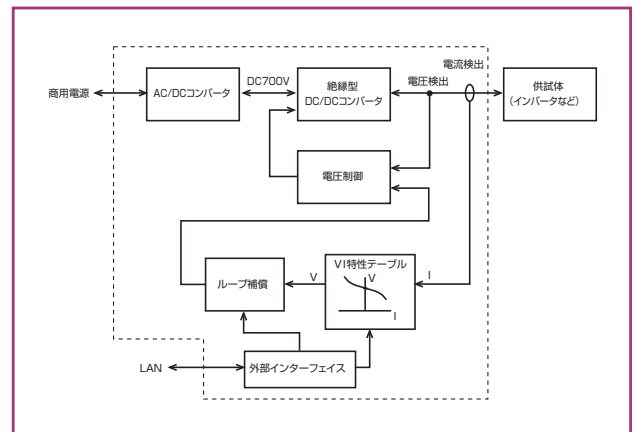 電流検出
DC700V
電圧検出
商用電源
AC/DCコンバータ
絶縁型
DC/DCコンバータ
供試体
(インバータなど)
電圧制御
VI特性テーブル
V
I
V
I
ループ補償
外部インターフェイス
LAN